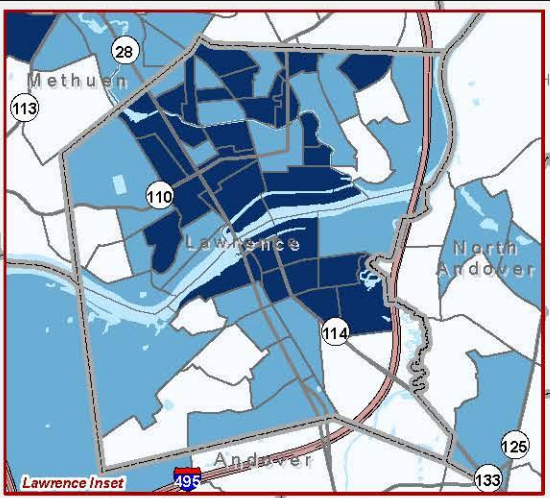 28
Methuen
113
110
Lawrence
North
Andover
114
125
Andover
133
495
Lawrence Inset